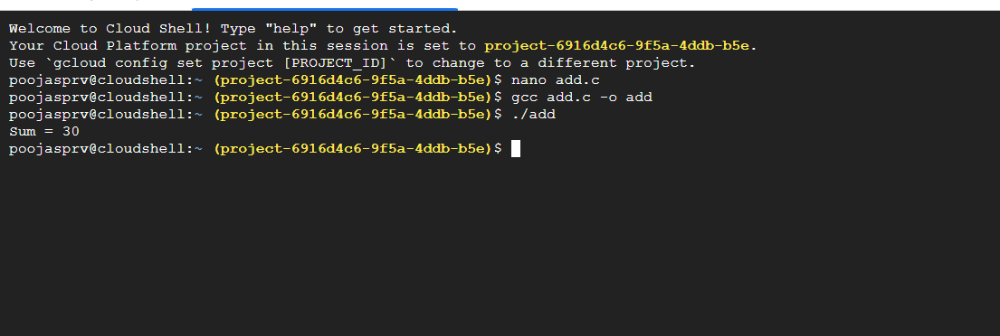 Welcome to Cloud Shell! Type "help" to get started.
Your Cloud Platform project in this session is set to project-6916d4c6-9f5a-4ddb-b5e.
Use `gcloud config set project [PROJECT_ID]` to change to a different project.
poojasprv@cloudshell:~ (project-6916d4c6-9f5a-4ddb-b5e)$ nano add.c
poojasprv@cloudshell:~ (project-6916d4c6-9f5a-4ddb-b5e)$ gcc add.c -o add
poojasprv@cloudshell:~ (project-6916d4c6-9f5a-4ddb-b5e)$ ./add
Sum = 30
poojasprv@cloudshell:~ (project-6916d4c6-9f5a-4ddb-b5e)$